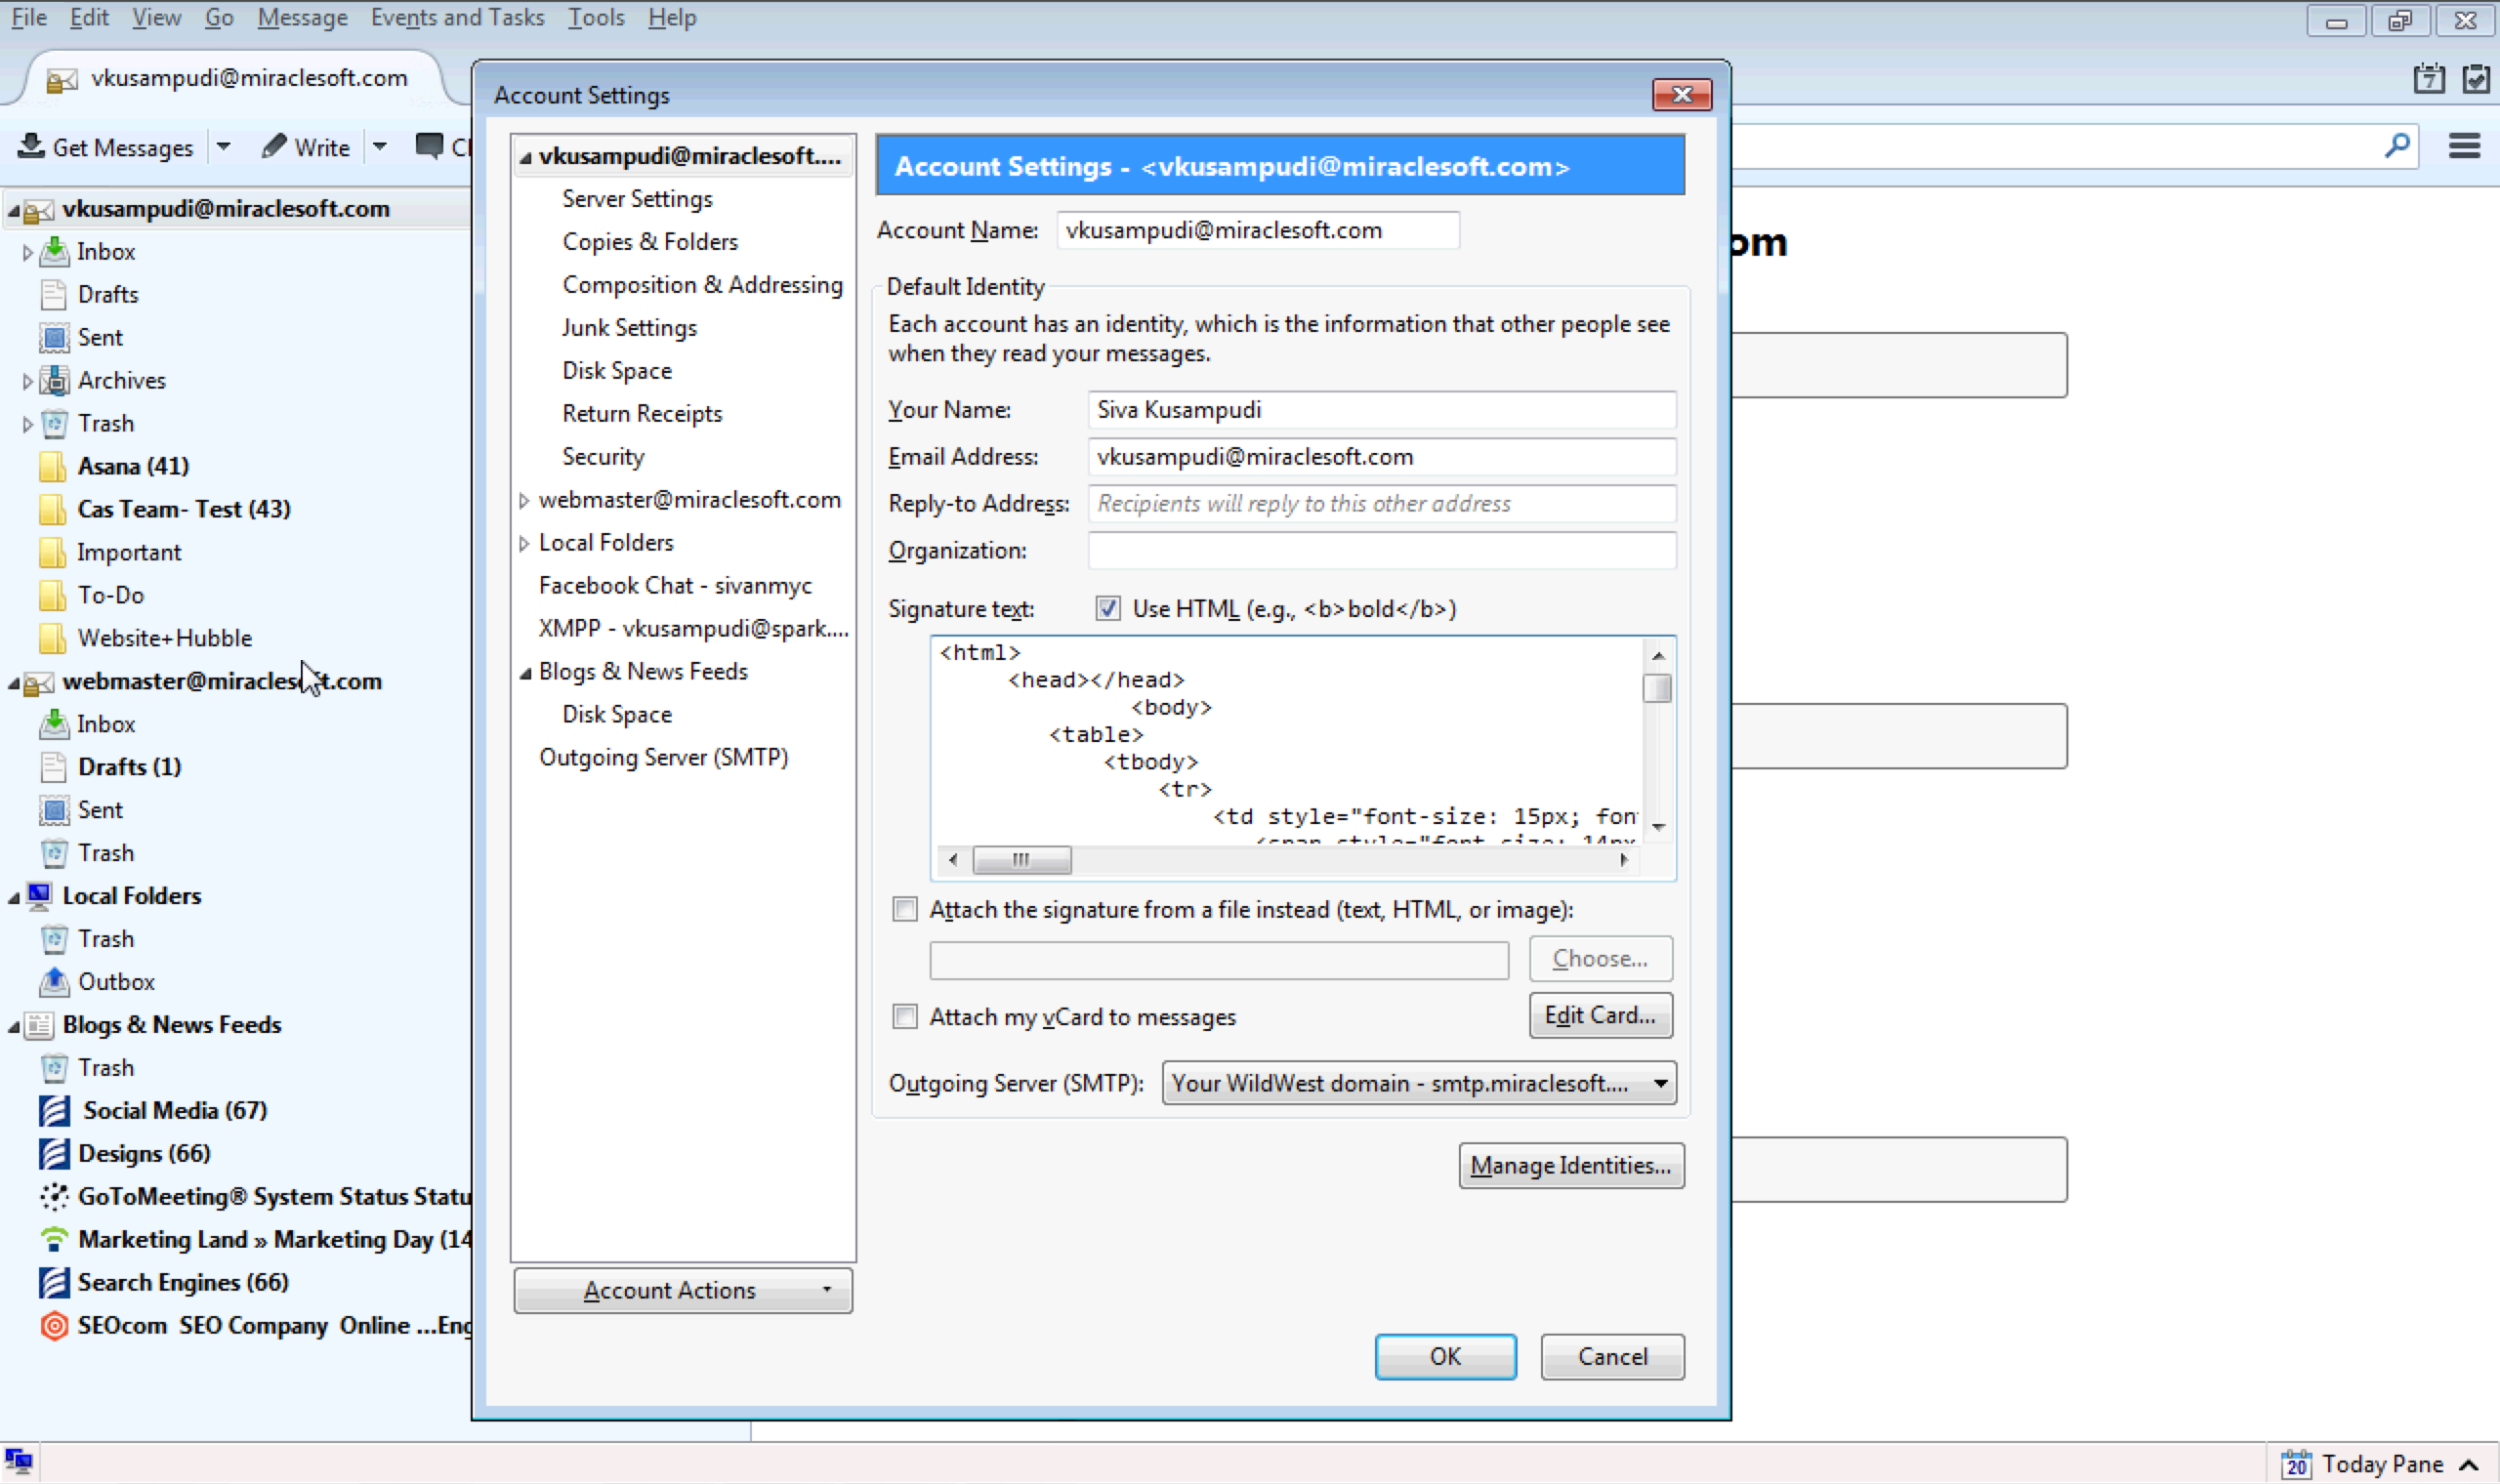 File Edit View Go Message Events and Tasks Tools Help
vkusampudi@miraclesoft.com
7
Get Messages Write
vkusampudi@miraclesoft.com
Inbox
Drafts
Sent
Archives
Trash
Asana (41)
Cas Team- Test (43)
Important
To-Do
Website+Hubble
webmaster@miraclesoft.com
Inbox
Drafts (1)
Sent
Trash
Local Folders
Trash
Outbox
Blogs & News Feeds
Trash
Social Media (67)
Designs (66)
GoToMeeting® System Status Statu
Marketing Land » Marketing Day (14
Search Engines (66)
SEOcom SEO Company Online ...Eng
Account Settings
vkusampudi@miraclesoft....
Server Settings
Copies & Folders
Composition & Addressing
Junk Settings
Disk Space
Return Receipts
Security
webmaster@miraclesoft.com
Local Folders
Facebook Chat - sivanmyc
XMPP - vkusampudi@spark....
Blogs & News Feeds
Disk Space
Outgoing Server (SMTP)
Account Actions
Account Settings - <vkusampudi@miraclesoft.com>
Account Name: vkusampudi@miraclesoft.com
Default Identity
Each account has an identity, which is the information that other people see
when they read your messages.
Your Name: Siva Kusampudi
Email Address: vkusampudi@miraclesoft.com
Reply-to Address: Recipients will reply to this other address
Organization:
Signature text: Use HTML (e.g., <b>bold</b>)
<html>
<head></head>
<body>
<table>
<tbody>
<tr>
<td style="font-size: 15px; fon
<span style="font-size: 14px
Attach the signature from a file instead (text, HTML, or image):
Choose...
Attach my vCard to messages Edit Card...
Outgoing Server (SMTP): Your WildWest domain - smtp.miraclesoft....
Manage Identities...
OK Cancel
om
20 Today Pane